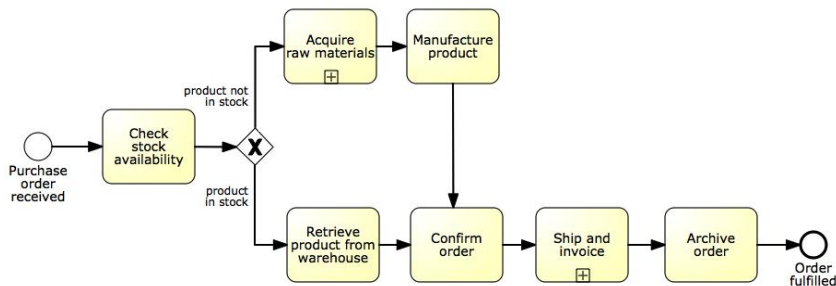 Acquire
raw materials
Manufacture
product
product not
in stock
Check
stock
availability
X
Purchase
order
received
product
in stock
Retrieve
product from
warehouse
Confirm
order
Ship and
invoice
Archive
order
Order
fulfilled